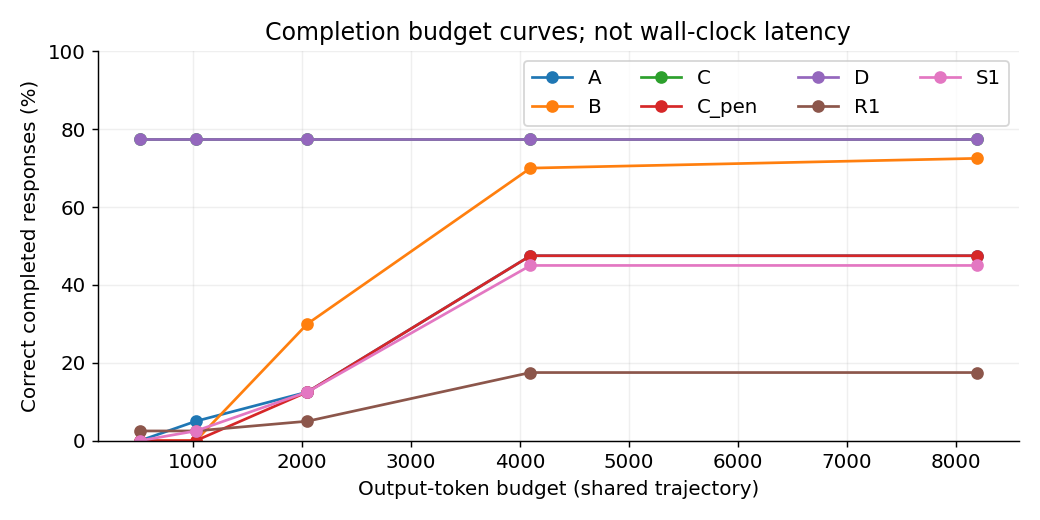 Completion budget curves; not wall-clock latency
A
B
C
C_pen
D
R1
S1
Correct completed responses (%)
100
80
60
40
20
0
1000 2000 3000 4000 5000 6000 7000 8000
Output-token budget (shared trajectory)